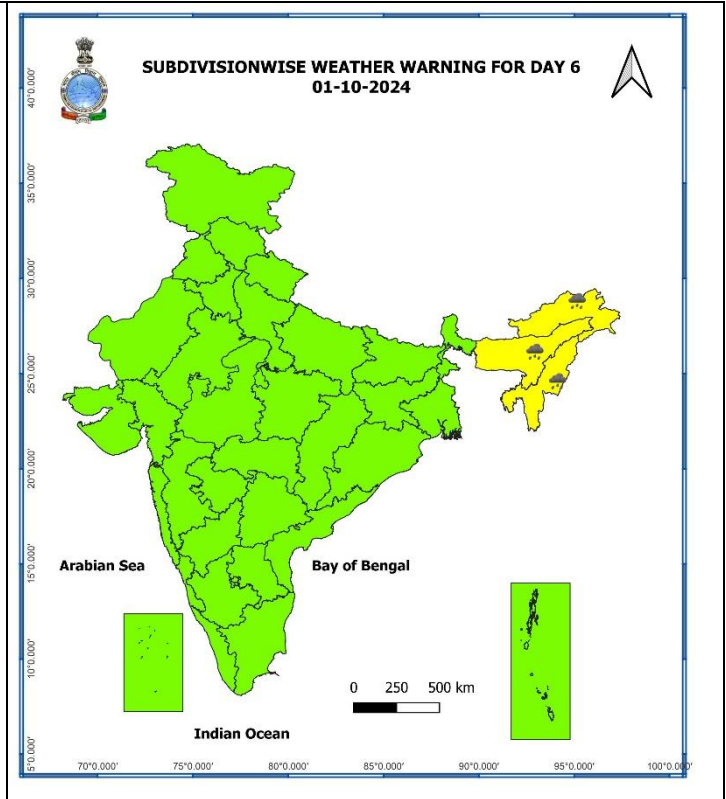 SUBDIVISIONWISE WEATHER WARNING FOR DAY 6
01-10-2024
40°0.000'
35°0.000'
30°0.000'
25°0.000'
20°0.000'
15°0.000'
10°0.000'
5°0.000'
Arabian Sea
Bay of Bengal
0 250 500 km
Indian Ocean
70°0.000' 75°0.000' 80°0.000' 85°0.000' 90°0.000' 95°0.000' 100°0.000'